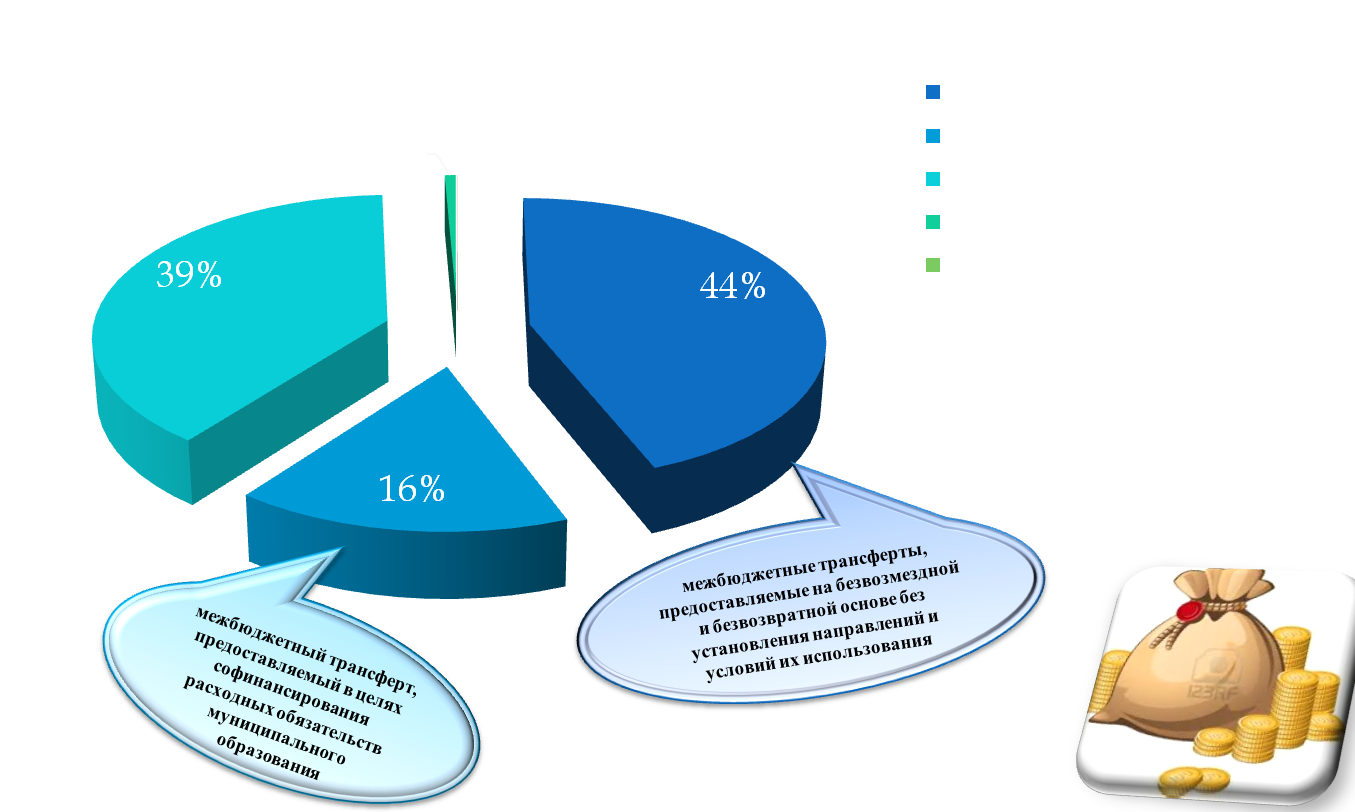 39%
44%
16%
межбюджетные трансферты,
предоставляемые на безвозмездной
и безвозвратной основе без
установления направлений и
условий их использования
межбюджетный трансферт,
предоставляемый в целях
софинансирования
расходных обязательств
муниципального
образования
123RF